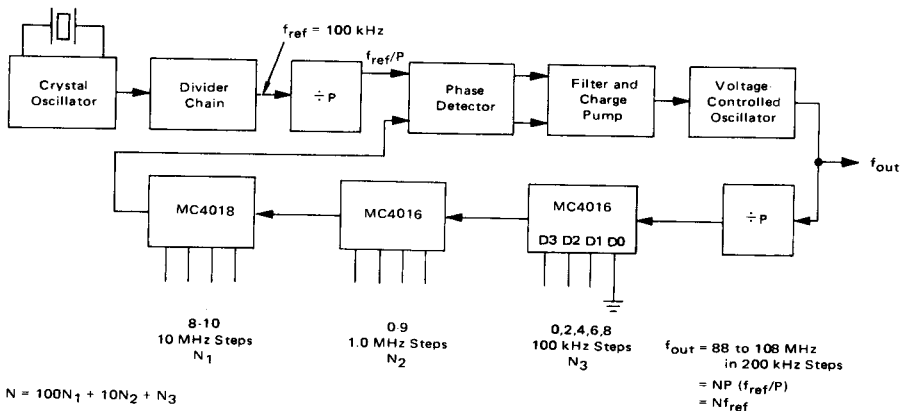 f_ref = 100 kHz
f_ref/P
Crystal
Oscillator
Divider
Chain
÷P
Phase
Detector
Filter and
Charge
Pump
Voltage
Controlled
Oscillator
f_out
MC4018
MC4016
MC4016
D3 D2 D1 D0
÷P
8-10
10 MHz Steps
N₁
0-9
1.0 MHz Steps
N₂
0,2,4,6,8
100 kHz Steps
N₃
f_out = 88 to 108 MHz
in 200 kHz Steps
= NP (f_ref/P)
= Nf_ref
N = 100N₁ + 10N₂ + N₃